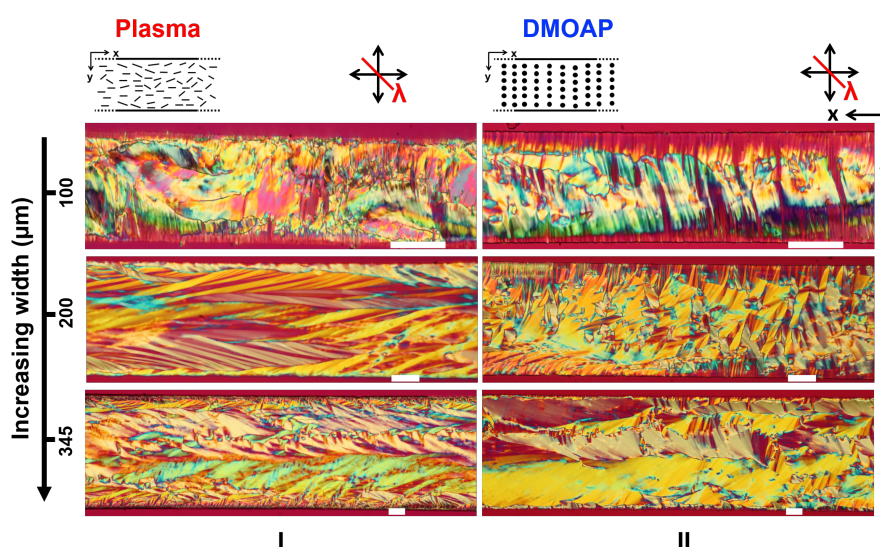 Plasma
DMOAP
x
y
λ
x
y
λ
x
Increasing width (μm)
100
200
345
I
II